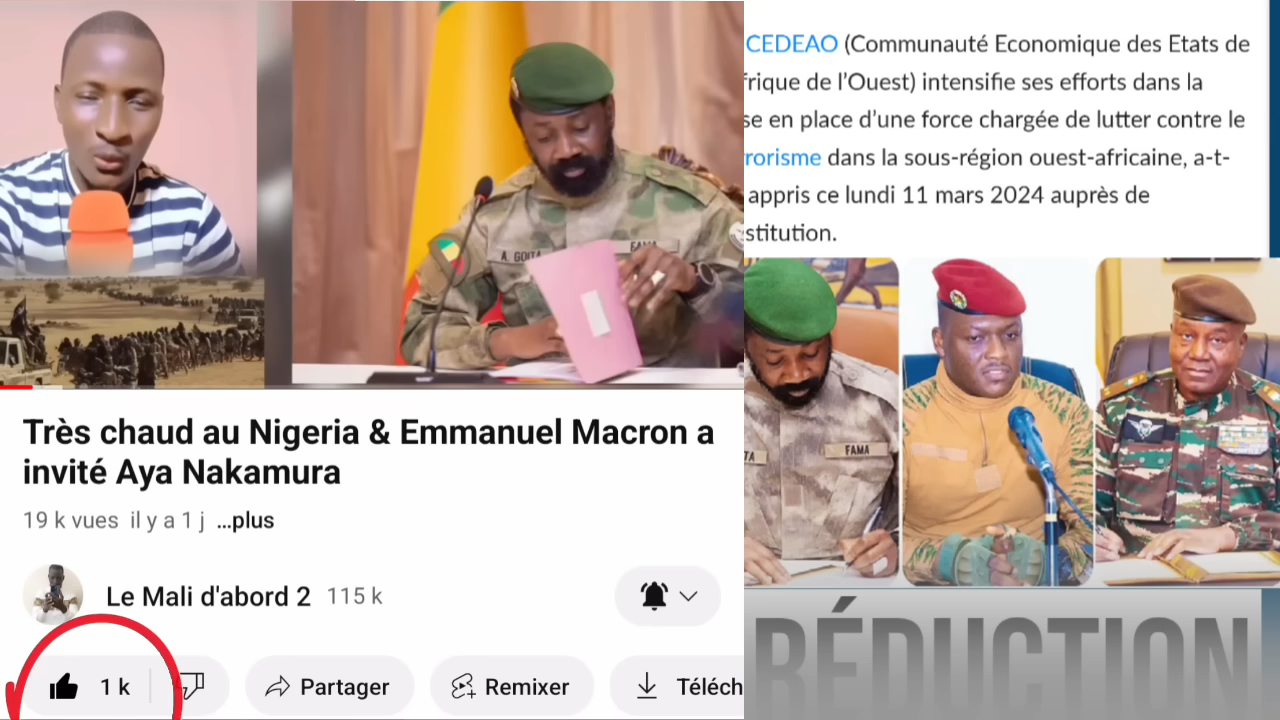 A. GOITA
FAMA
Très chaud au Nigeria & Emmanuel Macron a
invité Aya Nakamura
19 k vues il y a 1 j ...plus
Le Mali d'abord 2 115 k
1 k
Partager
Remixer
Téléch
CEDEAO (Communauté Economique des Etats de
frique de l'Ouest) intensifie ses efforts dans la
se en place d'une force chargée de lutter contre le
rorisme dans la sous-région ouest-africaine, a-t-
appris ce lundi 11 mars 2024 auprès de
stitution.
TA
FAMA
RÉDUCTION